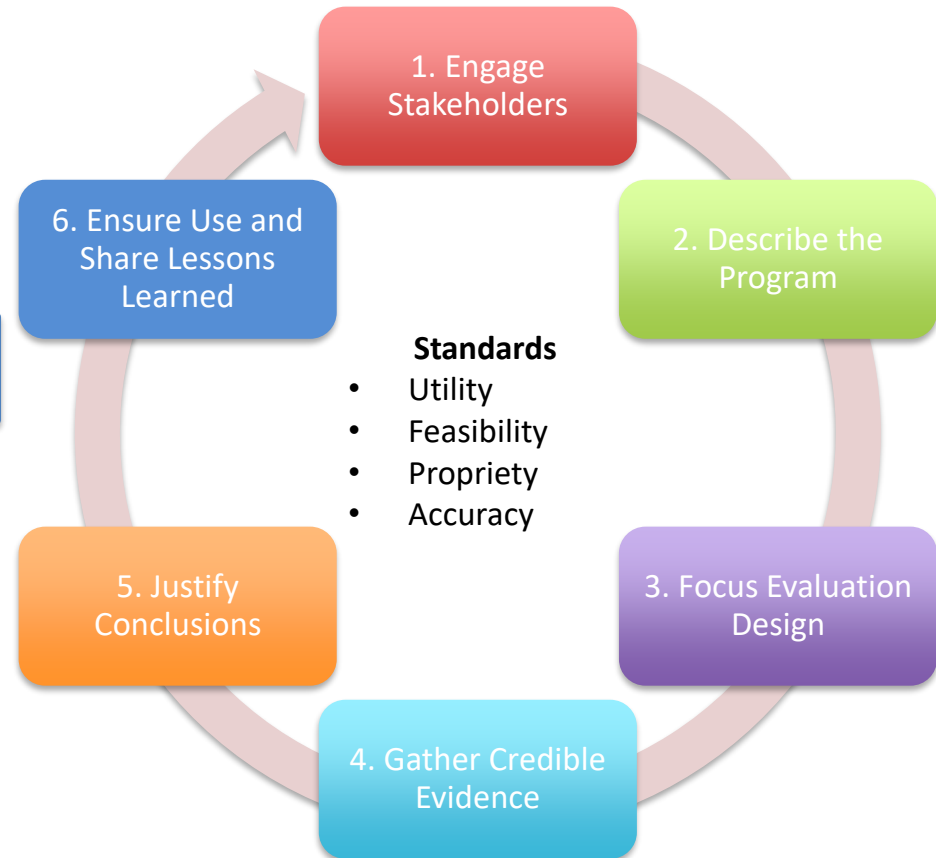 1. Engage
Stakeholders
2. Describe the
Program
3. Focus Evaluation
Design
4. Gather Credible
Evidence
5. Justify
Conclusions
6. Ensure Use and
Share Lessons
Learned
Standards
• Utility
• Feasibility
• Propriety
• Accuracy